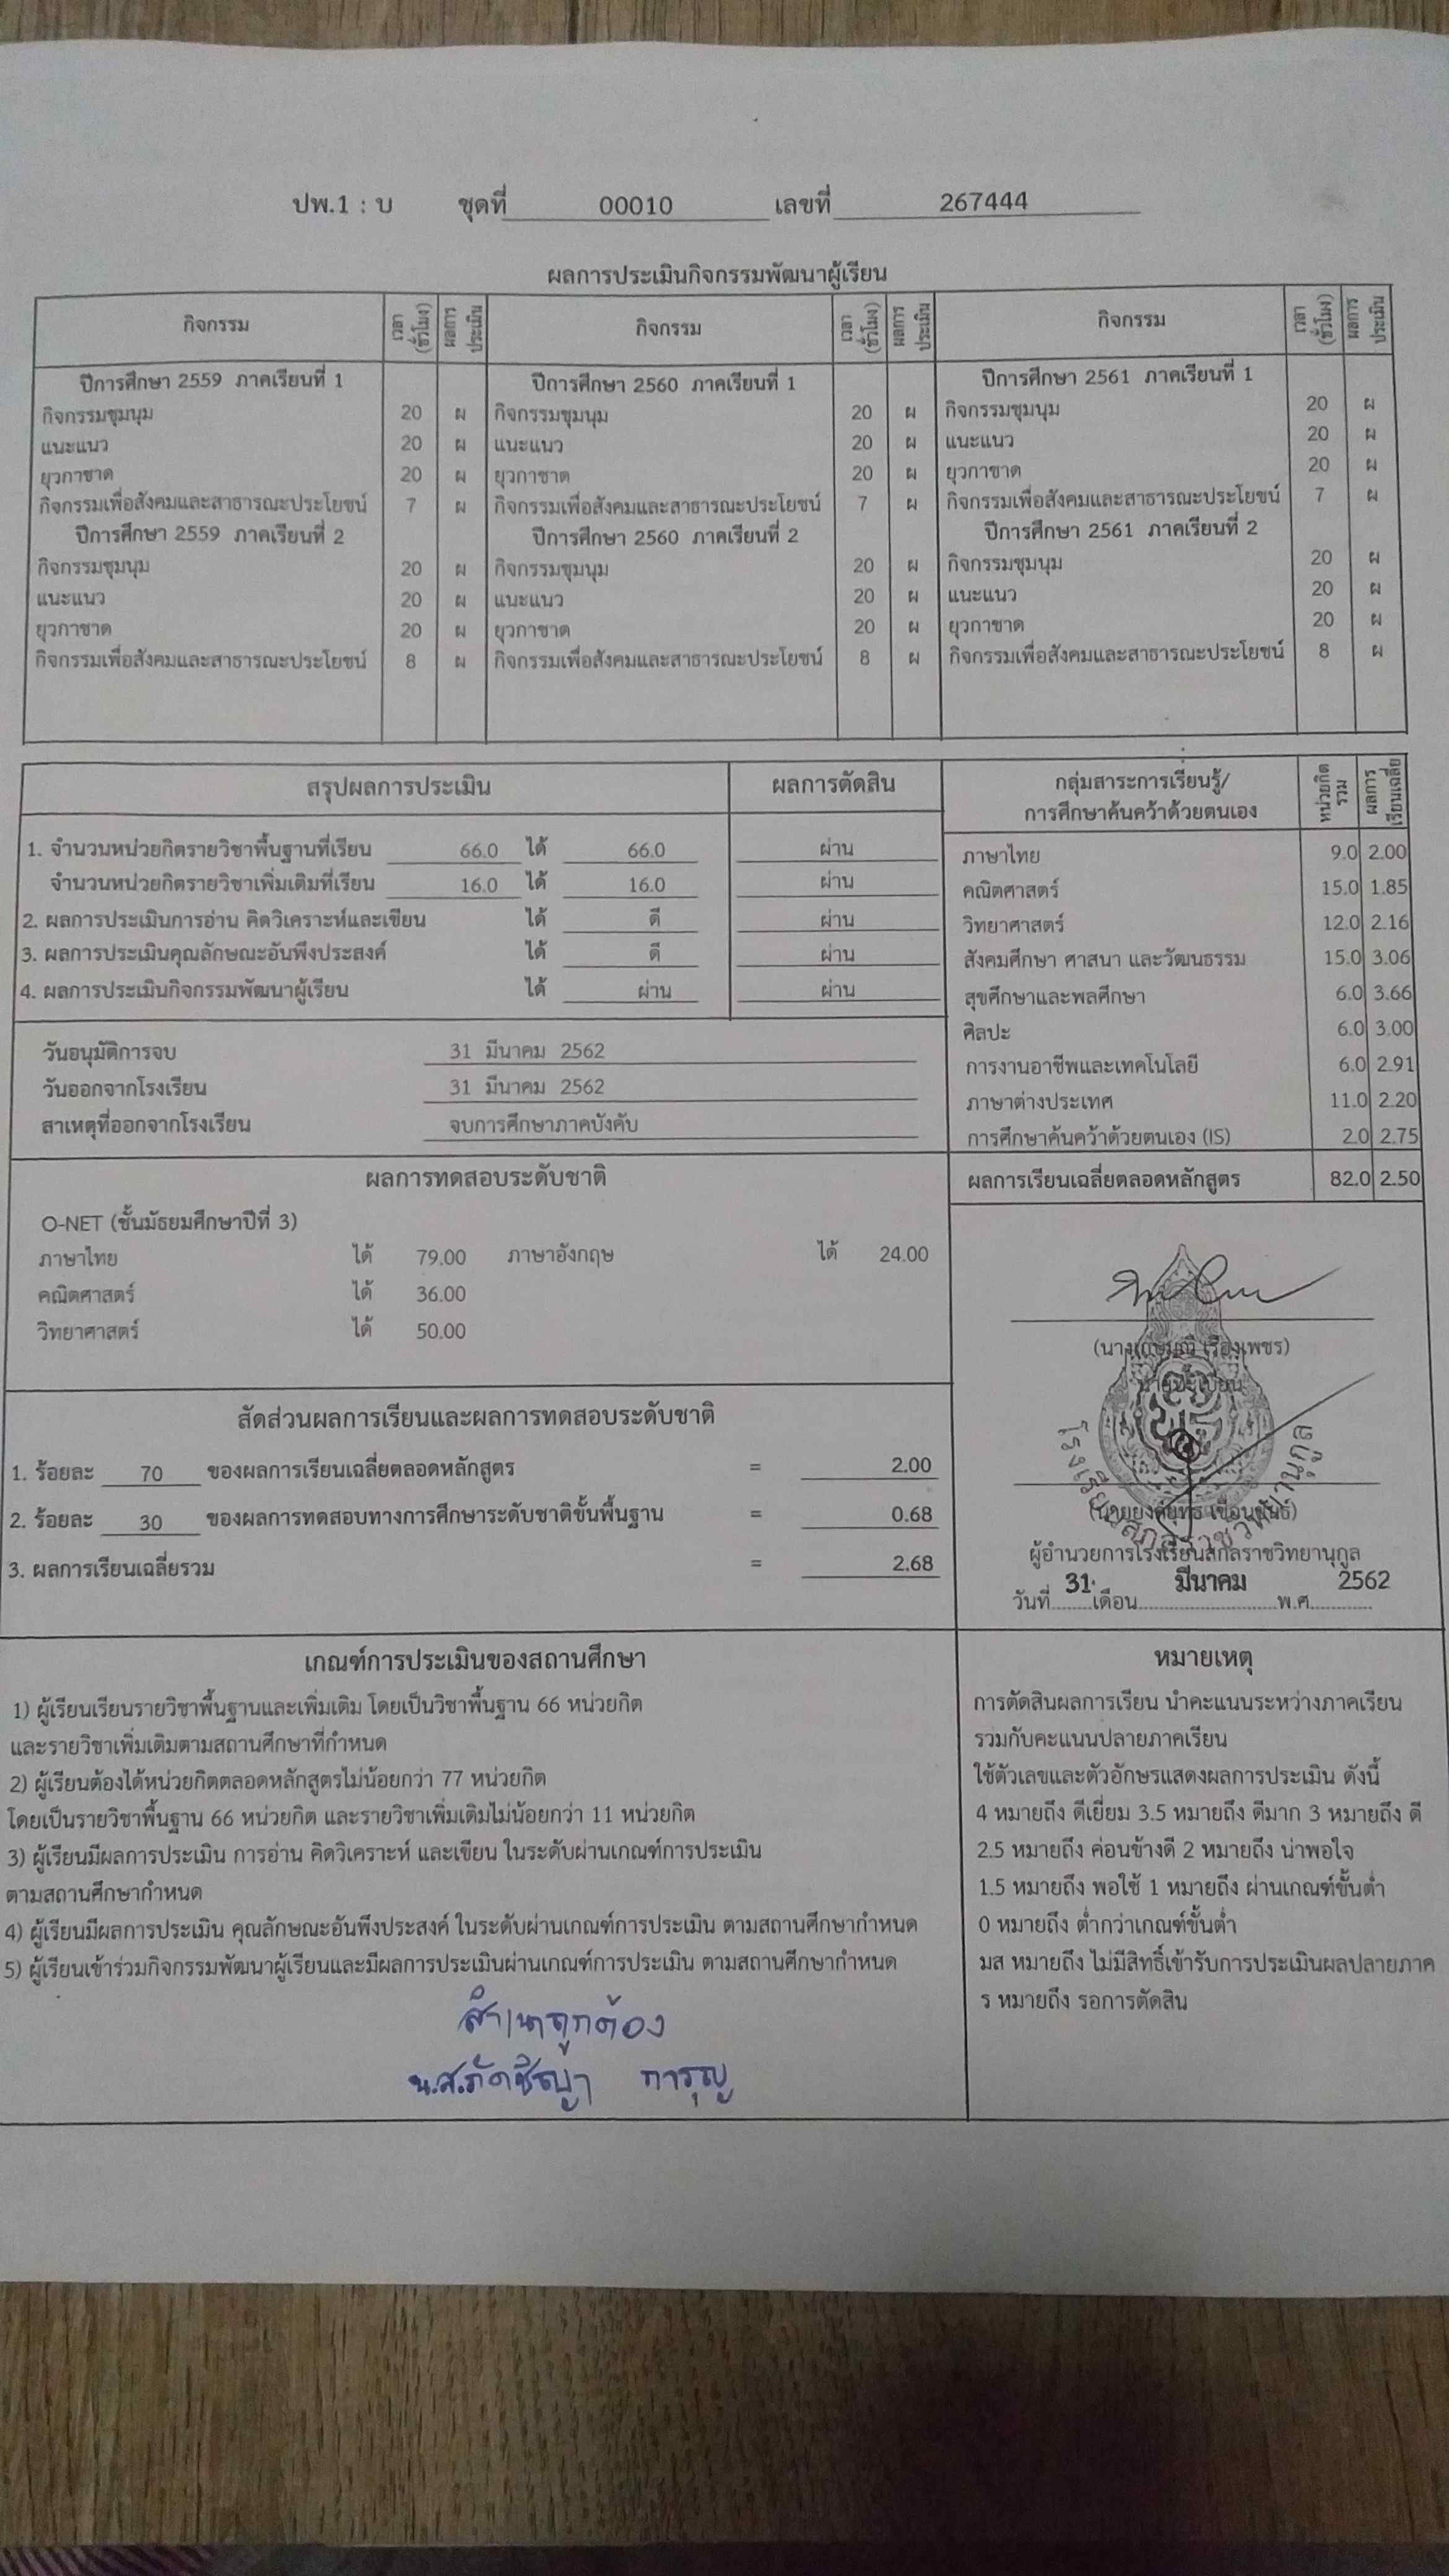 ปพ.1 : บ ชุดที่ 00010 เลขที่ 267444
ผลการประเมินกิจกรรมพัฒนาผู้เรียน
กิจกรรม เวลา (ชั่วโมง) ผลการประเมิน กิจกรรม เวลา (ชั่วโมง) ผลการประเมิน กิจกรรม เวลา (ชั่วโมง) ผลการประเมิน
ปีการศึกษา 2559 ภาคเรียนที่ 1 ปีการศึกษา 2560 ภาคเรียนที่ 1 ปีการศึกษา 2561 ภาคเรียนที่ 1
กิจกรรมชุมนุม 20 ผ กิจกรรมชุมนุม 20 ผ กิจกรรมชุมนุม 20 ผ
แนะแนว 20 ผ แนะแนว 20 ผ แนะแนว 20 ผ
ยุวกาชาด 20 ผ ยุวกาชาด 20 ผ ยุวกาชาด 20 ผ
กิจกรรมเพื่อสังคมและสาธารณะประโยชน์ 7 ผ กิจกรรมเพื่อสังคมและสาธารณะประโยชน์ 7 ผ กิจกรรมเพื่อสังคมและสาธารณะประโยชน์ 7 ผ
ปีการศึกษา 2559 ภาคเรียนที่ 2 ปีการศึกษา 2560 ภาคเรียนที่ 2 ปีการศึกษา 2561 ภาคเรียนที่ 2
กิจกรรมชุมนุม 20 ผ กิจกรรมชุมนุม 20 ผ กิจกรรมชุมนุม 20 ผ
แนะแนว 20 ผ แนะแนว 20 ผ แนะแนว 20 ผ
ยุวกาชาด 20 ผ ยุวกาชาด 20 ผ ยุวกาชาด 20 ผ
กิจกรรมเพื่อสังคมและสาธารณะประโยชน์ 8 ผ กิจกรรมเพื่อสังคมและสาธารณะประโยชน์ 8 ผ กิจกรรมเพื่อสังคมและสาธารณะประโยชน์ 8 ผ
สรุปผลการประเมิน ผลการตัดสิน
1. จำนวนหน่วยกิตรายวิชาพื้นฐานที่เรียน 66.0 ได้ 66.0 ผ่าน
จำนวนหน่วยกิตรายวิชาเพิ่มเติมที่เรียน 16.0 ได้ 16.0 ผ่าน
2. ผลการประเมินการอ่าน คิดวิเคราะห์และเขียน ได้ ดี ผ่าน
3. ผลการประเมินคุณลักษณะอันพึงประสงค์ ได้ ดี ผ่าน
4. ผลการประเมินกิจกรรมพัฒนาผู้เรียน ได้ ผ่าน ผ่าน
วันอนุมัติการจบ 31 มีนาคม 2562
วันออกจากโรงเรียน 31 มีนาคม 2562
สาเหตุที่ออกจากโรงเรียน จบการศึกษาภาคบังคับ
ผลการทดสอบระดับชาติ
O-NET (ชั้นมัธยมศึกษาปีที่ 3)
ภาษาไทย ได้ 79.00 ภาษาอังกฤษ ได้ 24.00
คณิตศาสตร์ ได้ 36.00
วิทยาศาสตร์ ได้ 50.00
สัดส่วนผลการเรียนและผลการทดสอบระดับชาติ
1. ร้อยละ 70 ของผลการเรียนเฉลี่ยตลอดหลักสูตร = 2.00
2. ร้อยละ 30 ของผลการทดสอบทางการศึกษาระดับชาติขั้นพื้นฐาน = 0.68
3. ผลการเรียนเฉลี่ยรวม = 2.68
กลุ่มสาระการเรียนรู้/ หน่วยกิตรวม ผลการเรียนเฉลี่ย
การศึกษาค้นคว้าด้วยตนเอง
ภาษาไทย 9.0 2.00
คณิตศาสตร์ 15.0 1.85
วิทยาศาสตร์ 12.0 2.16
สังคมศึกษา ศาสนา และวัฒนธรรม 15.0 3.06
สุขศึกษาและพลศึกษา 6.0 3.66
ศิลปะ 6.0 3.00
การงานอาชีพและเทคโนโลยี 6.0 2.91
ภาษาต่างประเทศ 11.0 2.20
การศึกษาค้นคว้าด้วยตนเอง (IS) 2.0 2.75
ผลการเรียนเฉลี่ยตลอดหลักสูตร 82.0 2.50
เรืองเพชร)
นายทะเบียน
ผู้อำนวยการโรงเรียนสกลราชวิทยานุกูล
วันที่ 31 เดือน มีนาคม พ.ศ. 2562
เกณฑ์การประเมินของสถานศึกษา
1) ผู้เรียนเรียนรายวิชาพื้นฐานและเพิ่มเติม โดยเป็นวิชาพื้นฐาน 66 หน่วยกิต
และรายวิชาเพิ่มเติมตามสถานศึกษาที่กำหนด
2) ผู้เรียนต้องได้หน่วยกิตตลอดหลักสูตรไม่น้อยกว่า 77 หน่วยกิต
โดยเป็นรายวิชาพื้นฐาน 66 หน่วยกิต และรายวิชาเพิ่มเติมไม่น้อยกว่า 11 หน่วยกิต
3) ผู้เรียนมีผลการประเมิน การอ่าน คิดวิเคราะห์ และเขียน ในระดับผ่านเกณฑ์การประเมิน
ตามสถานศึกษากำหนด
4) ผู้เรียนมีผลการประเมิน คุณลักษณะอันพึงประสงค์ ในระดับผ่านเกณฑ์การประเมิน ตามสถานศึกษากำหนด
5) ผู้เรียนเข้าร่วมกิจกรรมพัฒนาผู้เรียนและมีผลการประเมินผ่านเกณฑ์การประเมิน ตามสถานศึกษากำหนด
สำเนาถูกต้อง
น.ส.ภัคชิญา การุญ
หมายเหตุ
การตัดสินผลการเรียน นำคะแนนระหว่างภาคเรียน
รวมกับคะแนนปลายภาคเรียน
ใช้ตัวเลขและตัวอักษรแสดงผลการประเมิน ดังนี้
4 หมายถึง ดีเยี่ยม 3.5 หมายถึง ดีมาก 3 หมายถึง ดี
2.5 หมายถึง ค่อนข้างดี 2 หมายถึง น่าพอใจ
1.5 หมายถึง พอใช้ 1 หมายถึง ผ่านเกณฑ์ขั้นต่ำ
0 หมายถึง ต่ำกว่าเกณฑ์ขั้นต่ำ
มส หมายถึง ไม่มีสิทธิ์เข้ารับการประเมินผลปลายภาค
ร หมายถึง รอการตัดสิน